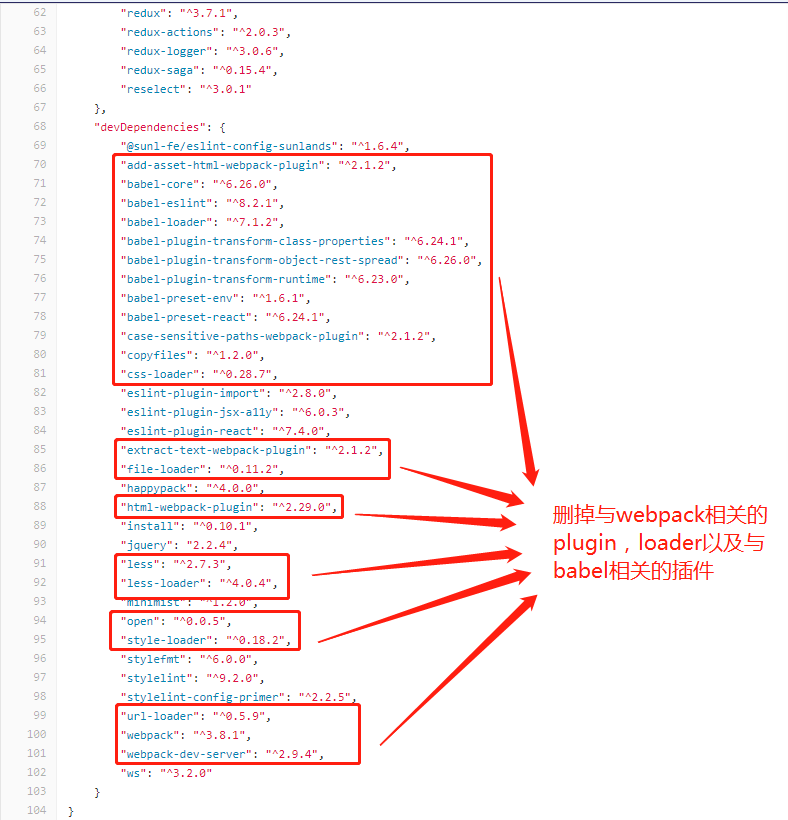 62 "redux": "^3.7.1",
63 "redux-actions": "^2.0.3",
64 "redux-logger": "^3.0.6",
65 "redux-saga": "^0.15.4",
66 "reselect": "^3.0.1"
67 },
68 "devDependencies": {
69 "@sunl-fe/eslint-config-sunlands": "^1.6.4",
70 "add-asset-html-webpack-plugin": "^2.1.2",
71 "babel-core": "^6.26.0",
72 "babel-eslint": "^8.2.1",
73 "babel-loader": "^7.1.2",
74 "babel-plugin-transform-class-properties": "^6.24.1",
75 "babel-plugin-transform-object-rest-spread": "^6.26.0",
76 "babel-plugin-transform-runtime": "^6.23.0",
77 "babel-preset-env": "^1.6.1",
78 "babel-preset-react": "^6.24.1",
79 "case-sensitive-paths-webpack-plugin": "^2.1.2",
80 "copyfiles": "^1.2.0",
81 "css-loader": "^0.28.7",
82 "eslint-plugin-import": "^2.8.0",
83 "eslint-plugin-jsx-a11y": "^6.0.3",
84 "eslint-plugin-react": "^7.4.0",
85 "extract-text-webpack-plugin": "^2.1.2",
86 "file-loader": "^0.11.2",
87 "happypack": "^4.0.0",
88 "html-webpack-plugin": "^2.29.0",
89 "install": "^0.10.1",
90 "jquery": "2.2.4",
91 "less": "^2.7.3",
92 "less-loader": "^4.0.4",
93 "minimist": "^1.2.0",
94 "open": "^0.0.5",
95 "style-loader": "^0.18.2",
96 "stylefmt": "^6.0.0",
97 "stylelint": "^9.2.0",
98 "stylelint-config-primer": "^2.2.5",
99 "url-loader": "^0.5.9",
100 "webpack": "^3.8.1",
101 "webpack-dev-server": "^2.9.4",
102 "ws": "^3.2.0"
103 }
104 }
删掉与webpack相关的
plugin，loader以及与
babel相关的插件